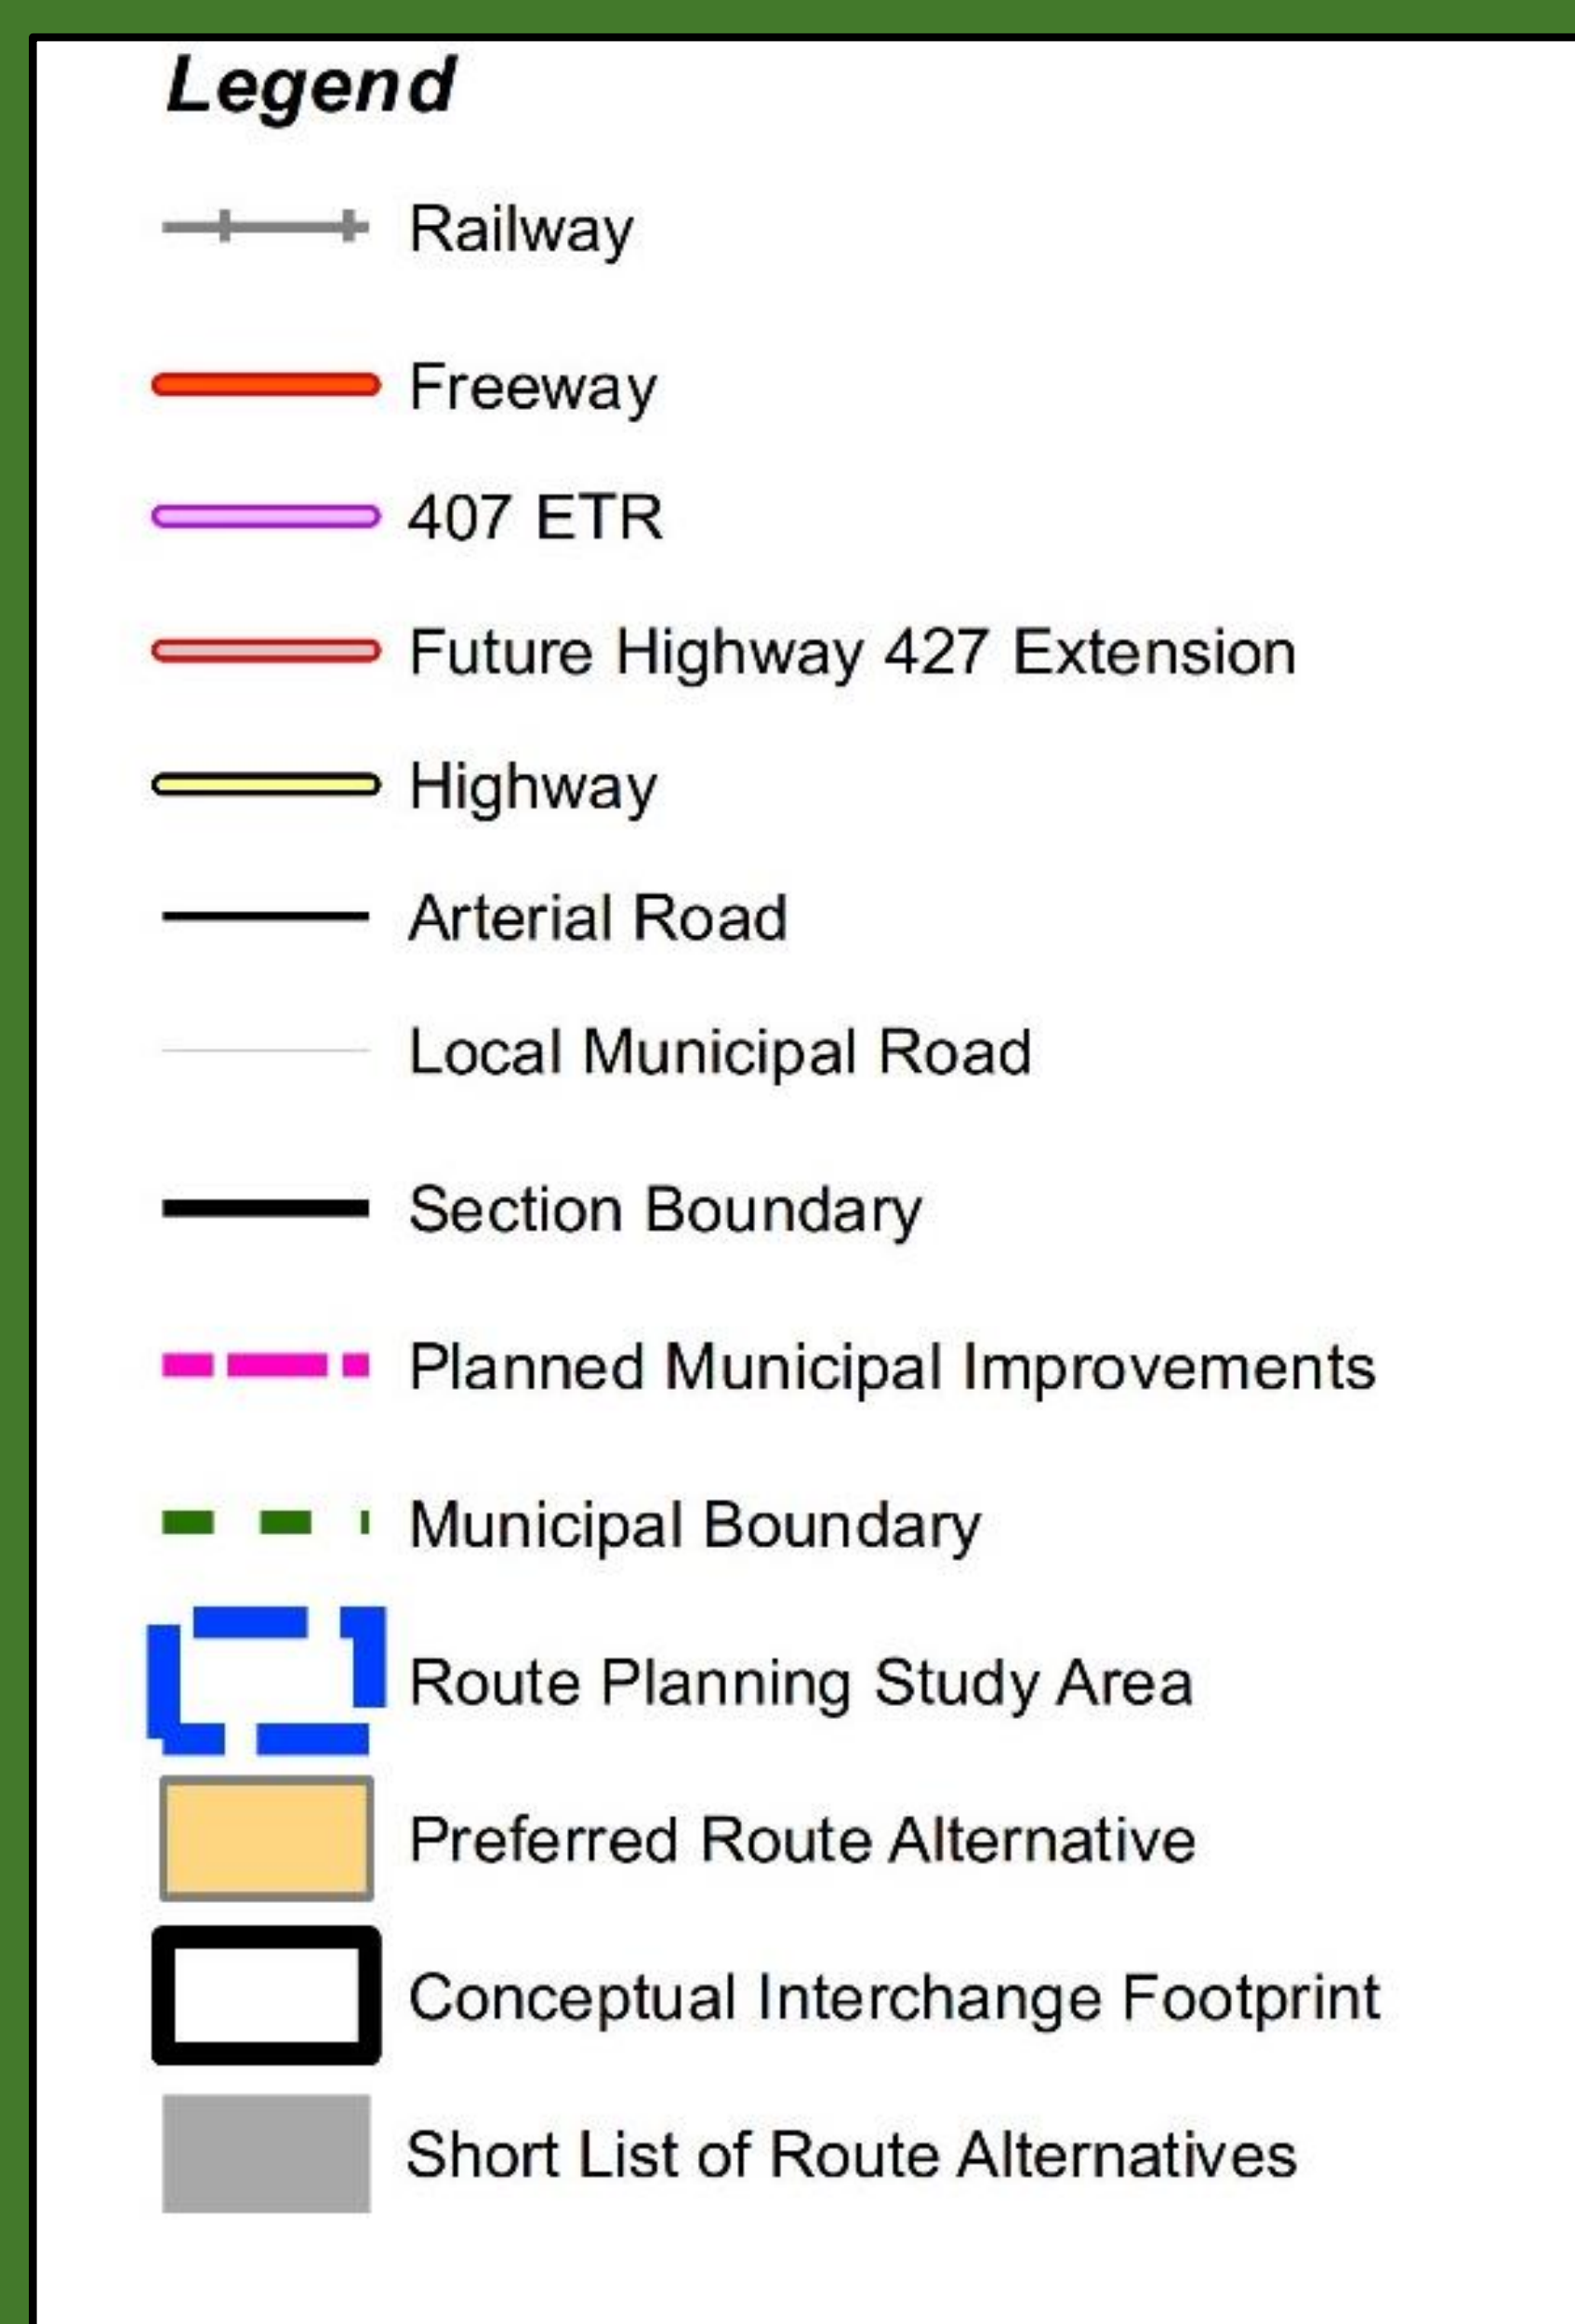 Legend
Railway
Freeway
407 ETR
Future Highway 427 Extension
Highway
Arterial Road
Local Municipal Road
Section Boundary
Planned Municipal Improvements
Municipal Boundary
Route Planning Study Area
Preferred Route Alternative
Conceptual Interchange Footprint
Short List of Route Alternatives